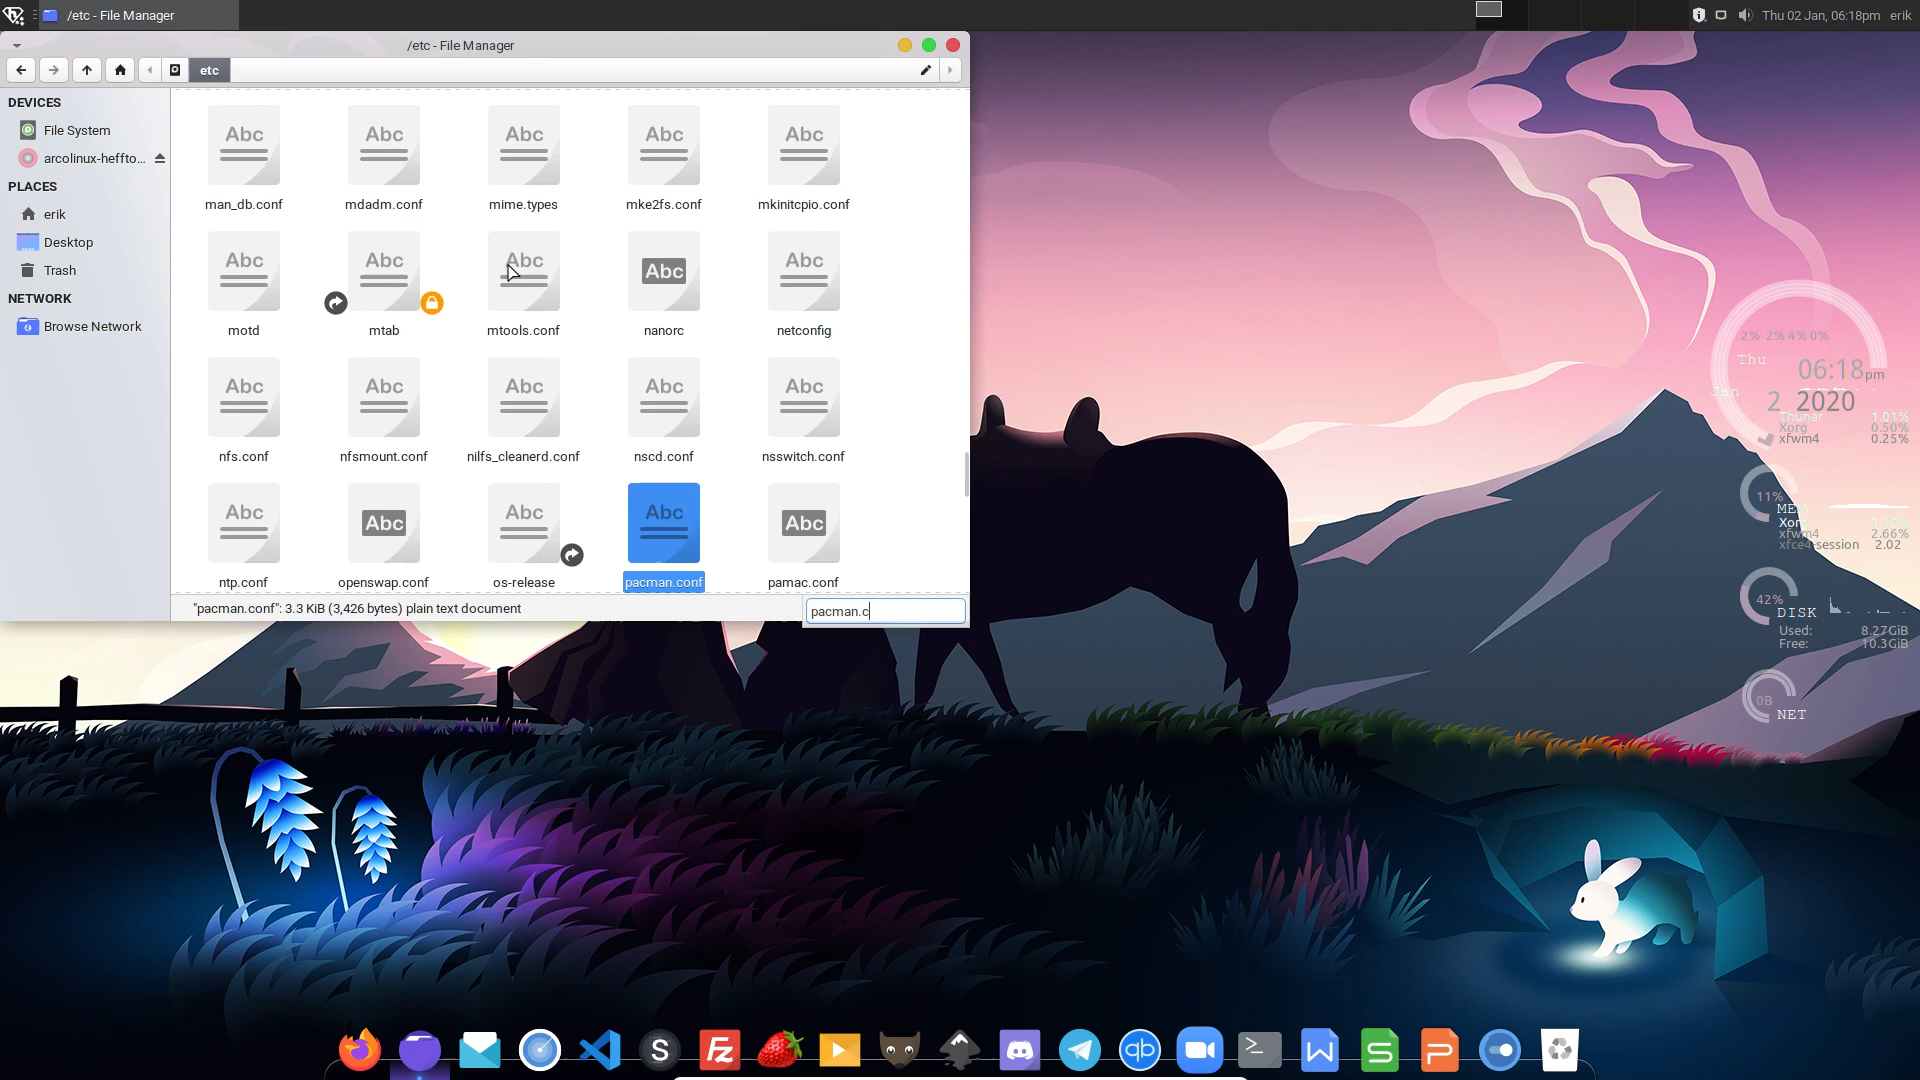 /etc - File Manager
Thu 02 Jan, 06:18pm erik
/etc - File Manager
etc
DEVICES
File System
arcolinux-heffto...
PLACES
erik
Desktop
Trash
NETWORK
Browse Network
Abc Abc Abc Abc Abc
man_db.conf mdadm.conf mime.types mke2fs.conf mkinitcpio.conf
Abc Abc Abc Abc Abc
motd mtab mtools.conf nanorc netconfig
Abc Abc Abc Abc Abc
nfs.conf nfsmount.conf nilfs_cleanerd.conf nscd.conf nsswitch.conf
Abc Abc Abc Abc Abc
ntp.conf openswap.conf os-release pacman.conf pamac.conf
"pacman.conf": 3.3 KiB (3,426 bytes) plain text document
pacman.c
2% 2% 4% 0%
Thu
06:18pm
Jan
2 2020
Thunar 1.01%
Xorg 0.50%
xfwm4 0.25%
11%
MEM
Xorg
xfwm4 2.66%
xfce4-session 2.02
42%
DISK
Used: 8.27GiB
Free: 10.3GiB
0B
NET
S
Fz
qb
W
S
P